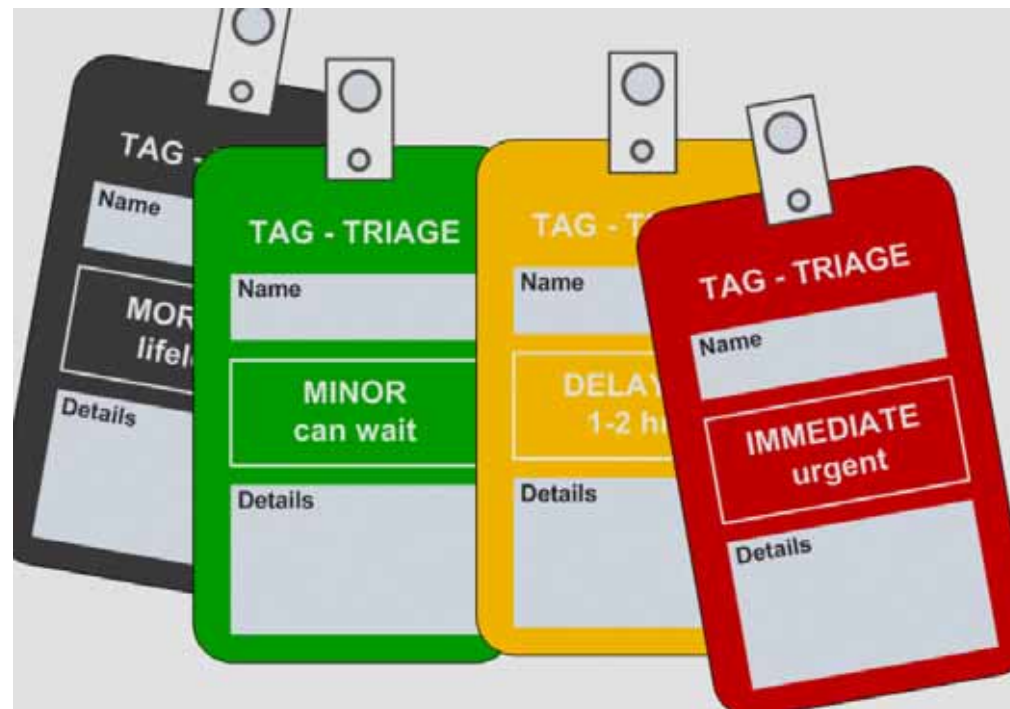 TAG -
Name
MOR
lifel
Details
TAG - TRIAGE
Name
MINOR
can wait
Details
TAG - T
Name
DELAY
1-2 h
Details
TAG - TRIAGE
Name
IMMEDIATE
urgent
Details